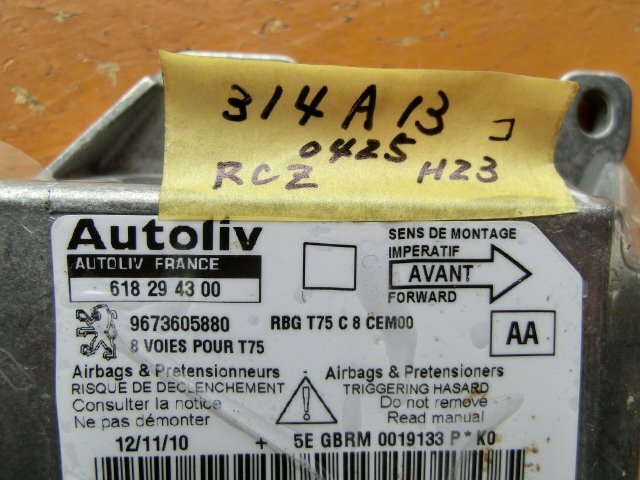 314 A 13
0425
RCZ H23
Autoliv
AUTOLIV FRANCE
618 29 43 00
SENS DE MONTAGE
IMPERATIF
AVANT
FORWARD
9673605880 RBG T75 C 8 CEM00
8 VOIES POUR T75
AA
Airbags & Pretensionneurs
RISQUE DE DECLENCHEMENT
Consulter la notice
Ne pas démonter
Airbags & Pretensioners
TRIGGERING HASARD
Do not remove
Read manual
12/11/10 + 5E GBRM 0019133 P * K0